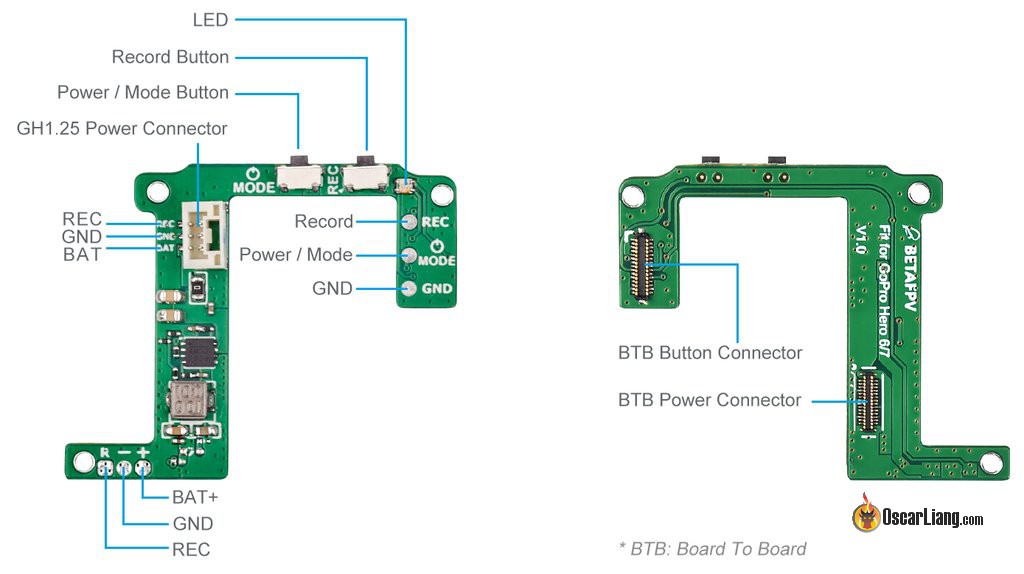 LED
Record Button
Power / Mode Button
GH1.25 Power Connector
MODE
REC
REC
GND
BAT
REC
GND
BAT
Record
REC
Power / Mode
MODE
GND
GND
R - +
BAT+
GND
REC
L
BETAFPV
Fit for GoPro Hero 6/7
V1.0
BTB Button Connector
BTB Power Connector
OscarLiang.com
* BTB: Board To Board